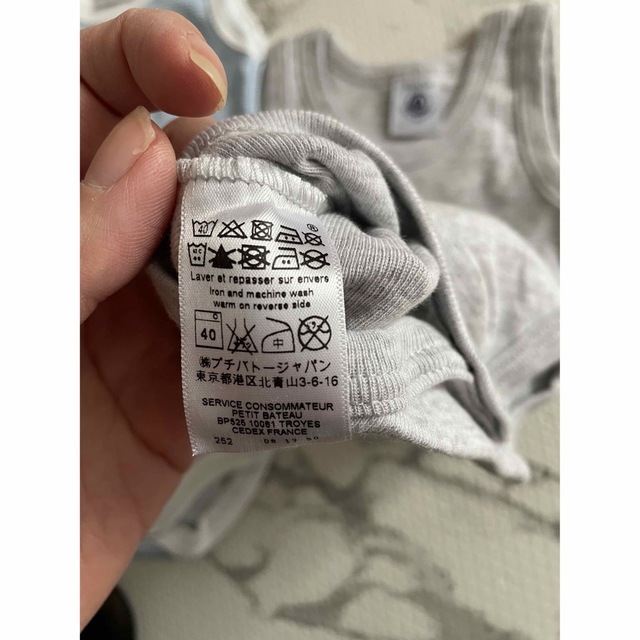 40
Laver et repasser sur envers
Iron and machine wash
warm on reverse side
C
40
中
㈱プチバトージャパン
東京都港区北青山3-6-16
SERVICE CONSOMMATEUR
PETIT BATEAU
BP525 10081 TROYES
CEDEX FRANCE
252